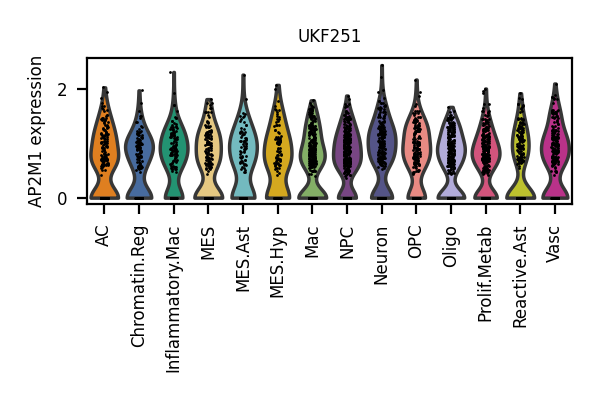 UKF251
AP2M1 expression
2
0
AC
Chromatin.Reg
Inflammatory.Mac
MES
MES.Ast
MES.Hyp
Mac
NPC
Neuron
OPC
Oligo
Prolif.Metab
Reactive.Ast
Vasc